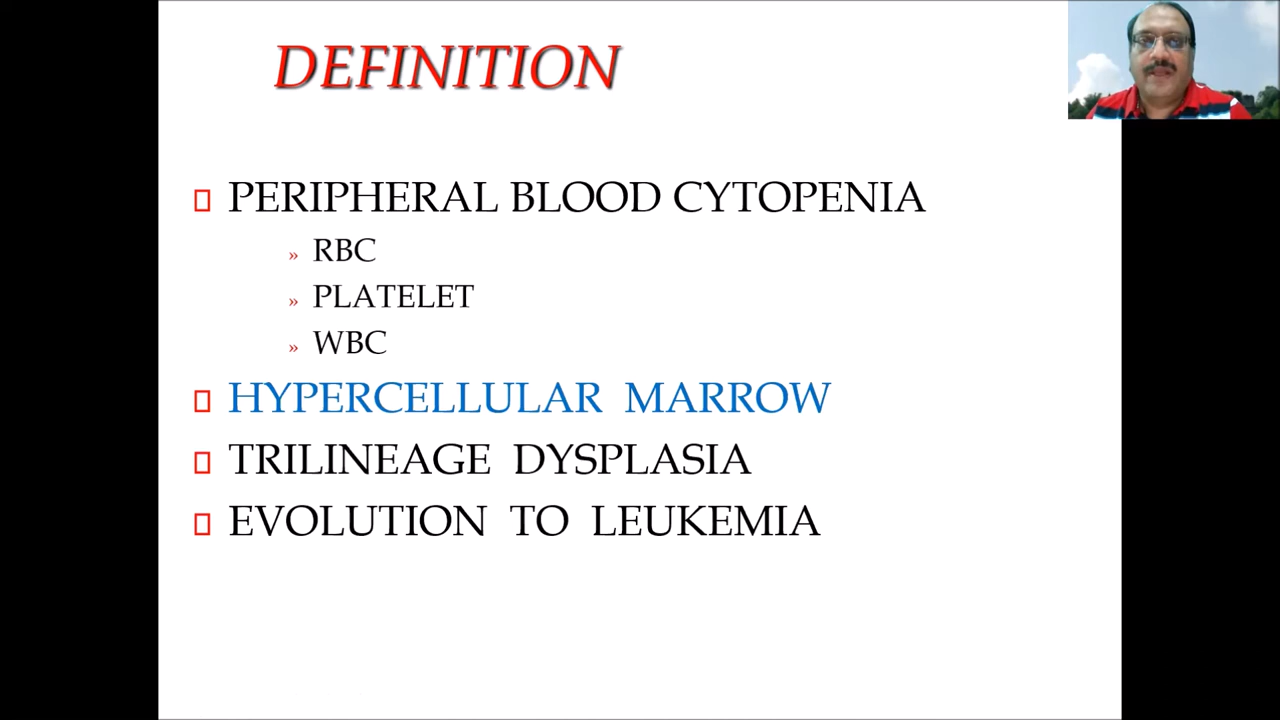 DEFINITION
PERIPHERAL BLOOD CYTOPENIA
» RBC
» PLATELET
» WBC
HYPERCELLULAR MARROW
TRILINEAGE DYSPLASIA
EVOLUTION TO LEUKEMIA